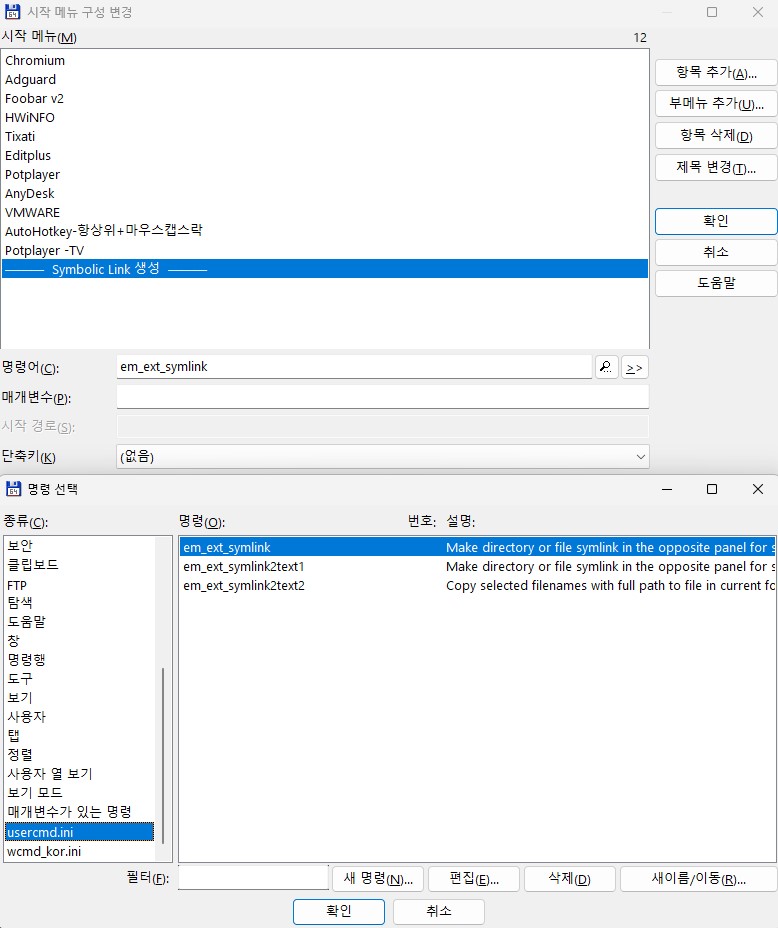 시작 메뉴 구성 변경
시작 메뉴(M) 12
Chromium
Adguard
Foobar v2
HWiNFO
Tixati
Editplus
Potplayer
AnyDesk
VMWARE
AutoHotkey-항상위+마우스캡스락
Potplayer -TV
——— Symbolic Link 생성 ———
항목 추가(A)...
부메뉴 추가(U)...
항목 삭제(D)
제목 변경(T)...
확인
취소
도움말
명령어(C): em_ext_symlink >>
매개변수(P):
시작 경로(S):
단축키(K) (없음)
명령 선택
종류(C): 명령(O): 번호: 설명:
보안
클립보드
FTP
탐색
도움말
창
명령행
도구
보기
사용자
탭
정렬
사용자 열 보기
보기 모드
매개변수가 있는 명령
usercmd.ini
wcmd_kor.ini
em_ext_symlink Make directory or file symlink in the opposite panel for s
em_ext_symlink2text1 Make directory or file symlink in the opposite panel for s
em_ext_symlink2text2 Copy selected filenames with full path to file in current fo
필터(F): 새 명령(N)... 편집(E)... 삭제(D) 새이름/이동(R)...
확인 취소